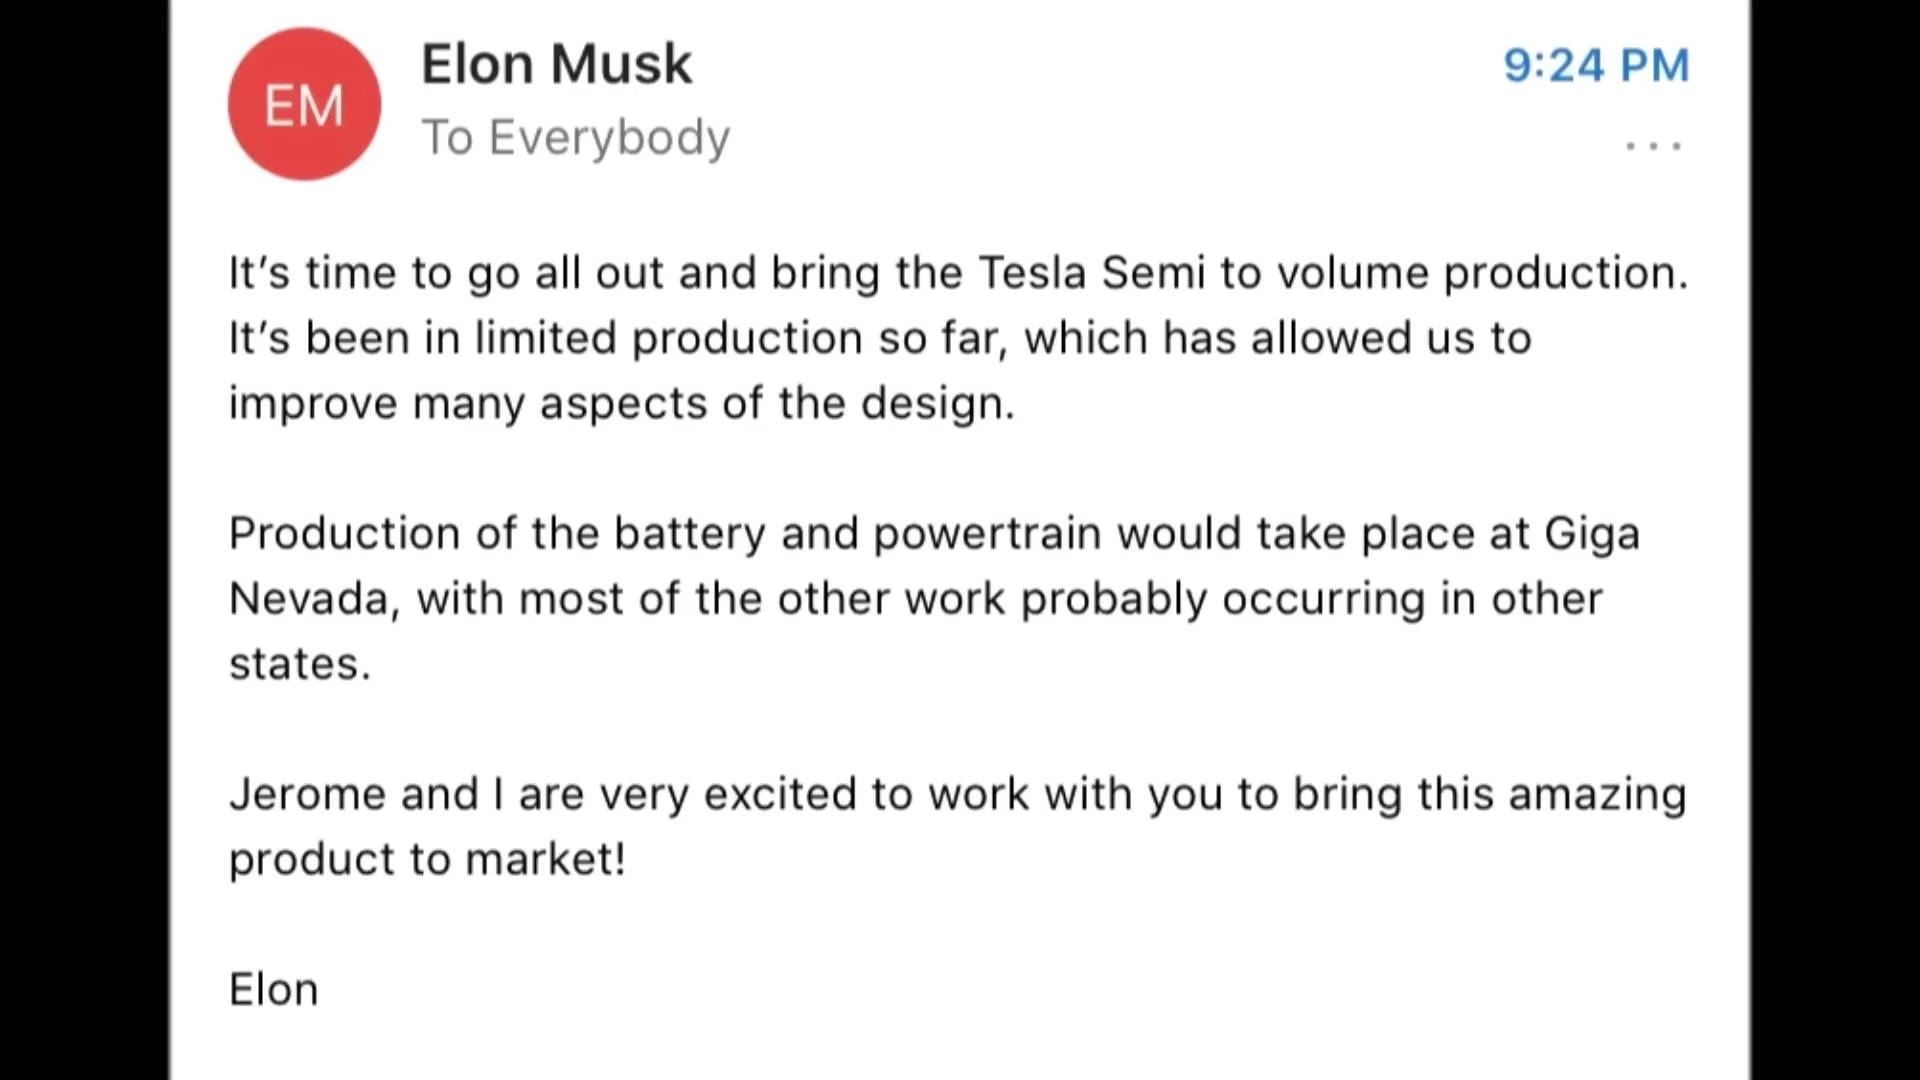 EM
Elon Musk
9:24 PM
To Everybody
...
It’s time to go all out and bring the Tesla Semi to volume production.
It’s been in limited production so far, which has allowed us to
improve many aspects of the design.
Production of the battery and powertrain would take place at Giga
Nevada, with most of the other work probably occurring in other
states.
Jerome and I are very excited to work with you to bring this amazing
product to market!
Elon